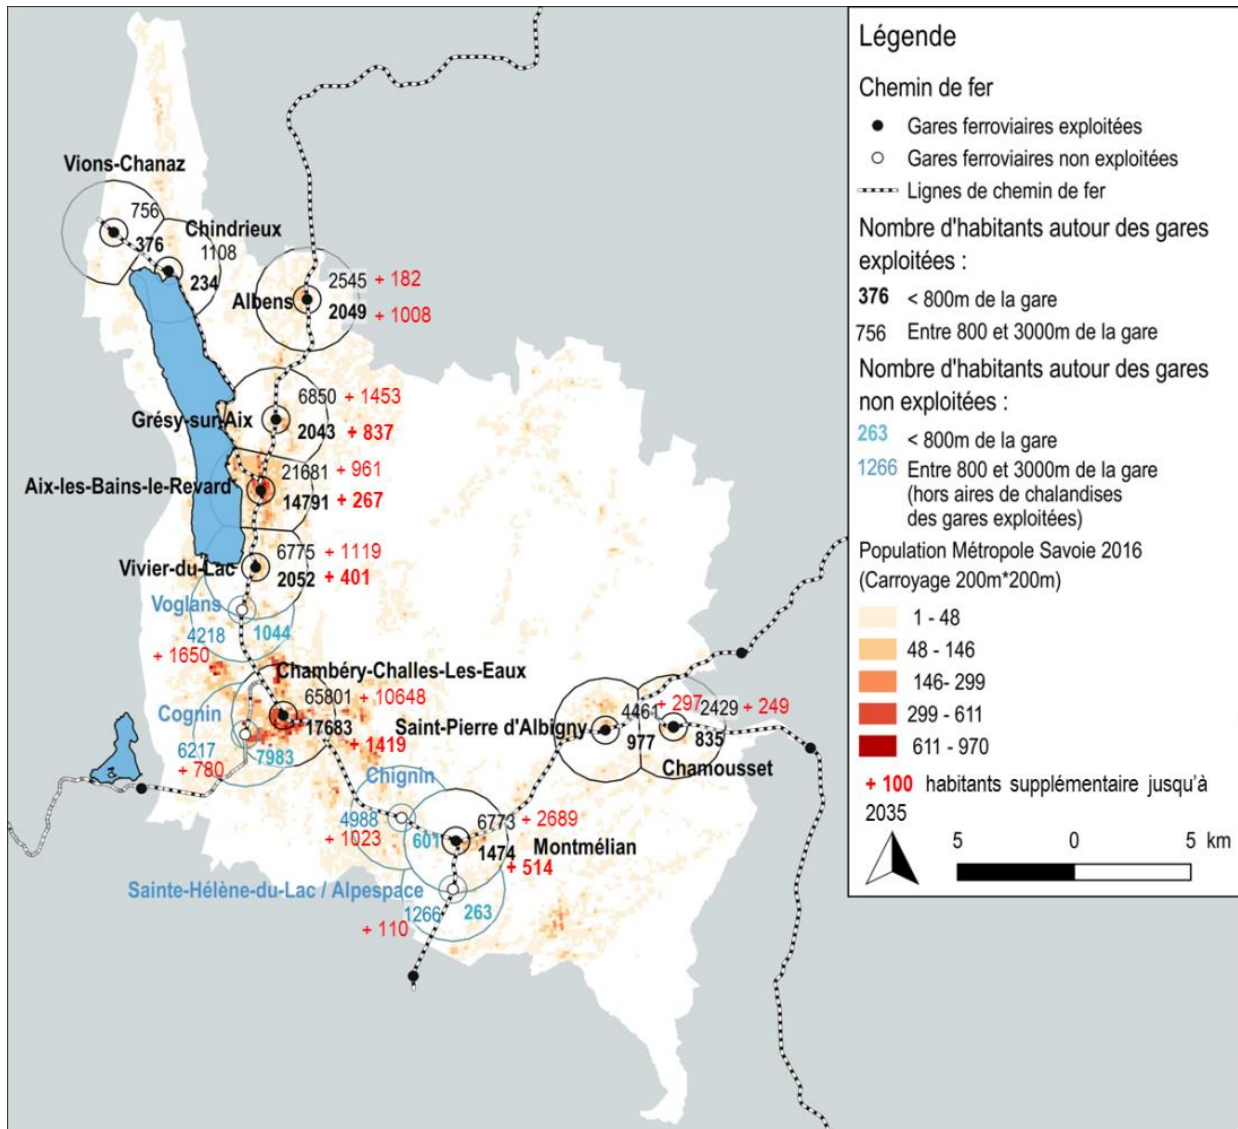 Vions-Chanaz
756
376
Chindrieux
1108
234
2545 + 182
Albens
2049 + 1008
6850 + 1453
Grésy-sur-Aix
2043 + 837
21681 + 961
Aix-les-Bains-le-Revard
14791 + 267
6775 + 1119
Vivier-du-Lac
2052 + 401
Voglans
4218
1044
+ 1650
Chambéry-Challes-Les-Eaux
65801 + 10648
17683
+ 1419
Cognin
6217
7983
+ 780
Chignin
4988
601
+ 1023
6773 + 2689
1474
Montmélian
+ 514
Sainte-Hélène-du-Lac / Alpespace
1266
263
+ 110
4461 + 297
Saint-Pierre d'Albigny
977
2429 + 249
835
Chamousset
Légende
Chemin de fer
Gares ferroviaires exploitées
Gares ferroviaires non exploitées
Lignes de chemin de fer
Nombre d'habitants autour des gares
exploitées :
376 < 800m de la gare
756 Entre 800 et 3000m de la gare
Nombre d'habitants autour des gares
non exploitées :
263 < 800m de la gare
1266 Entre 800 et 3000m de la gare
(hors aires de chalandises
des gares exploitées)
Population Métropole Savoie 2016
(Carroyage 200m*200m)
1 - 48
48 - 146
146- 299
299 - 611
611 - 970
+ 100 habitants supplémentaire jusqu'à
2035
5 0 5 km